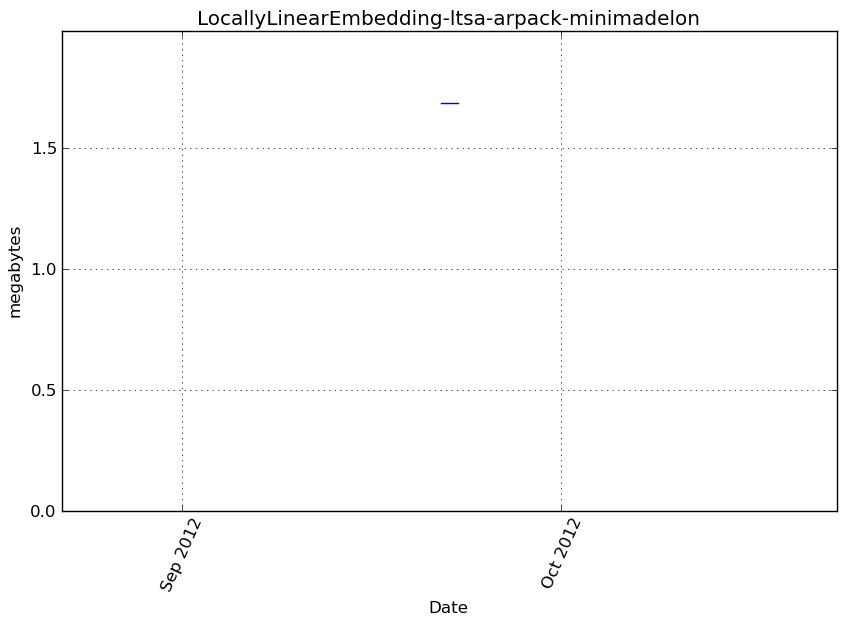 LocallyLinearEmbedding-ltsa-arpack-minimadelon
megabytes
1.5
1.0
0.5
0.0
Sep 2012
Oct 2012
Date